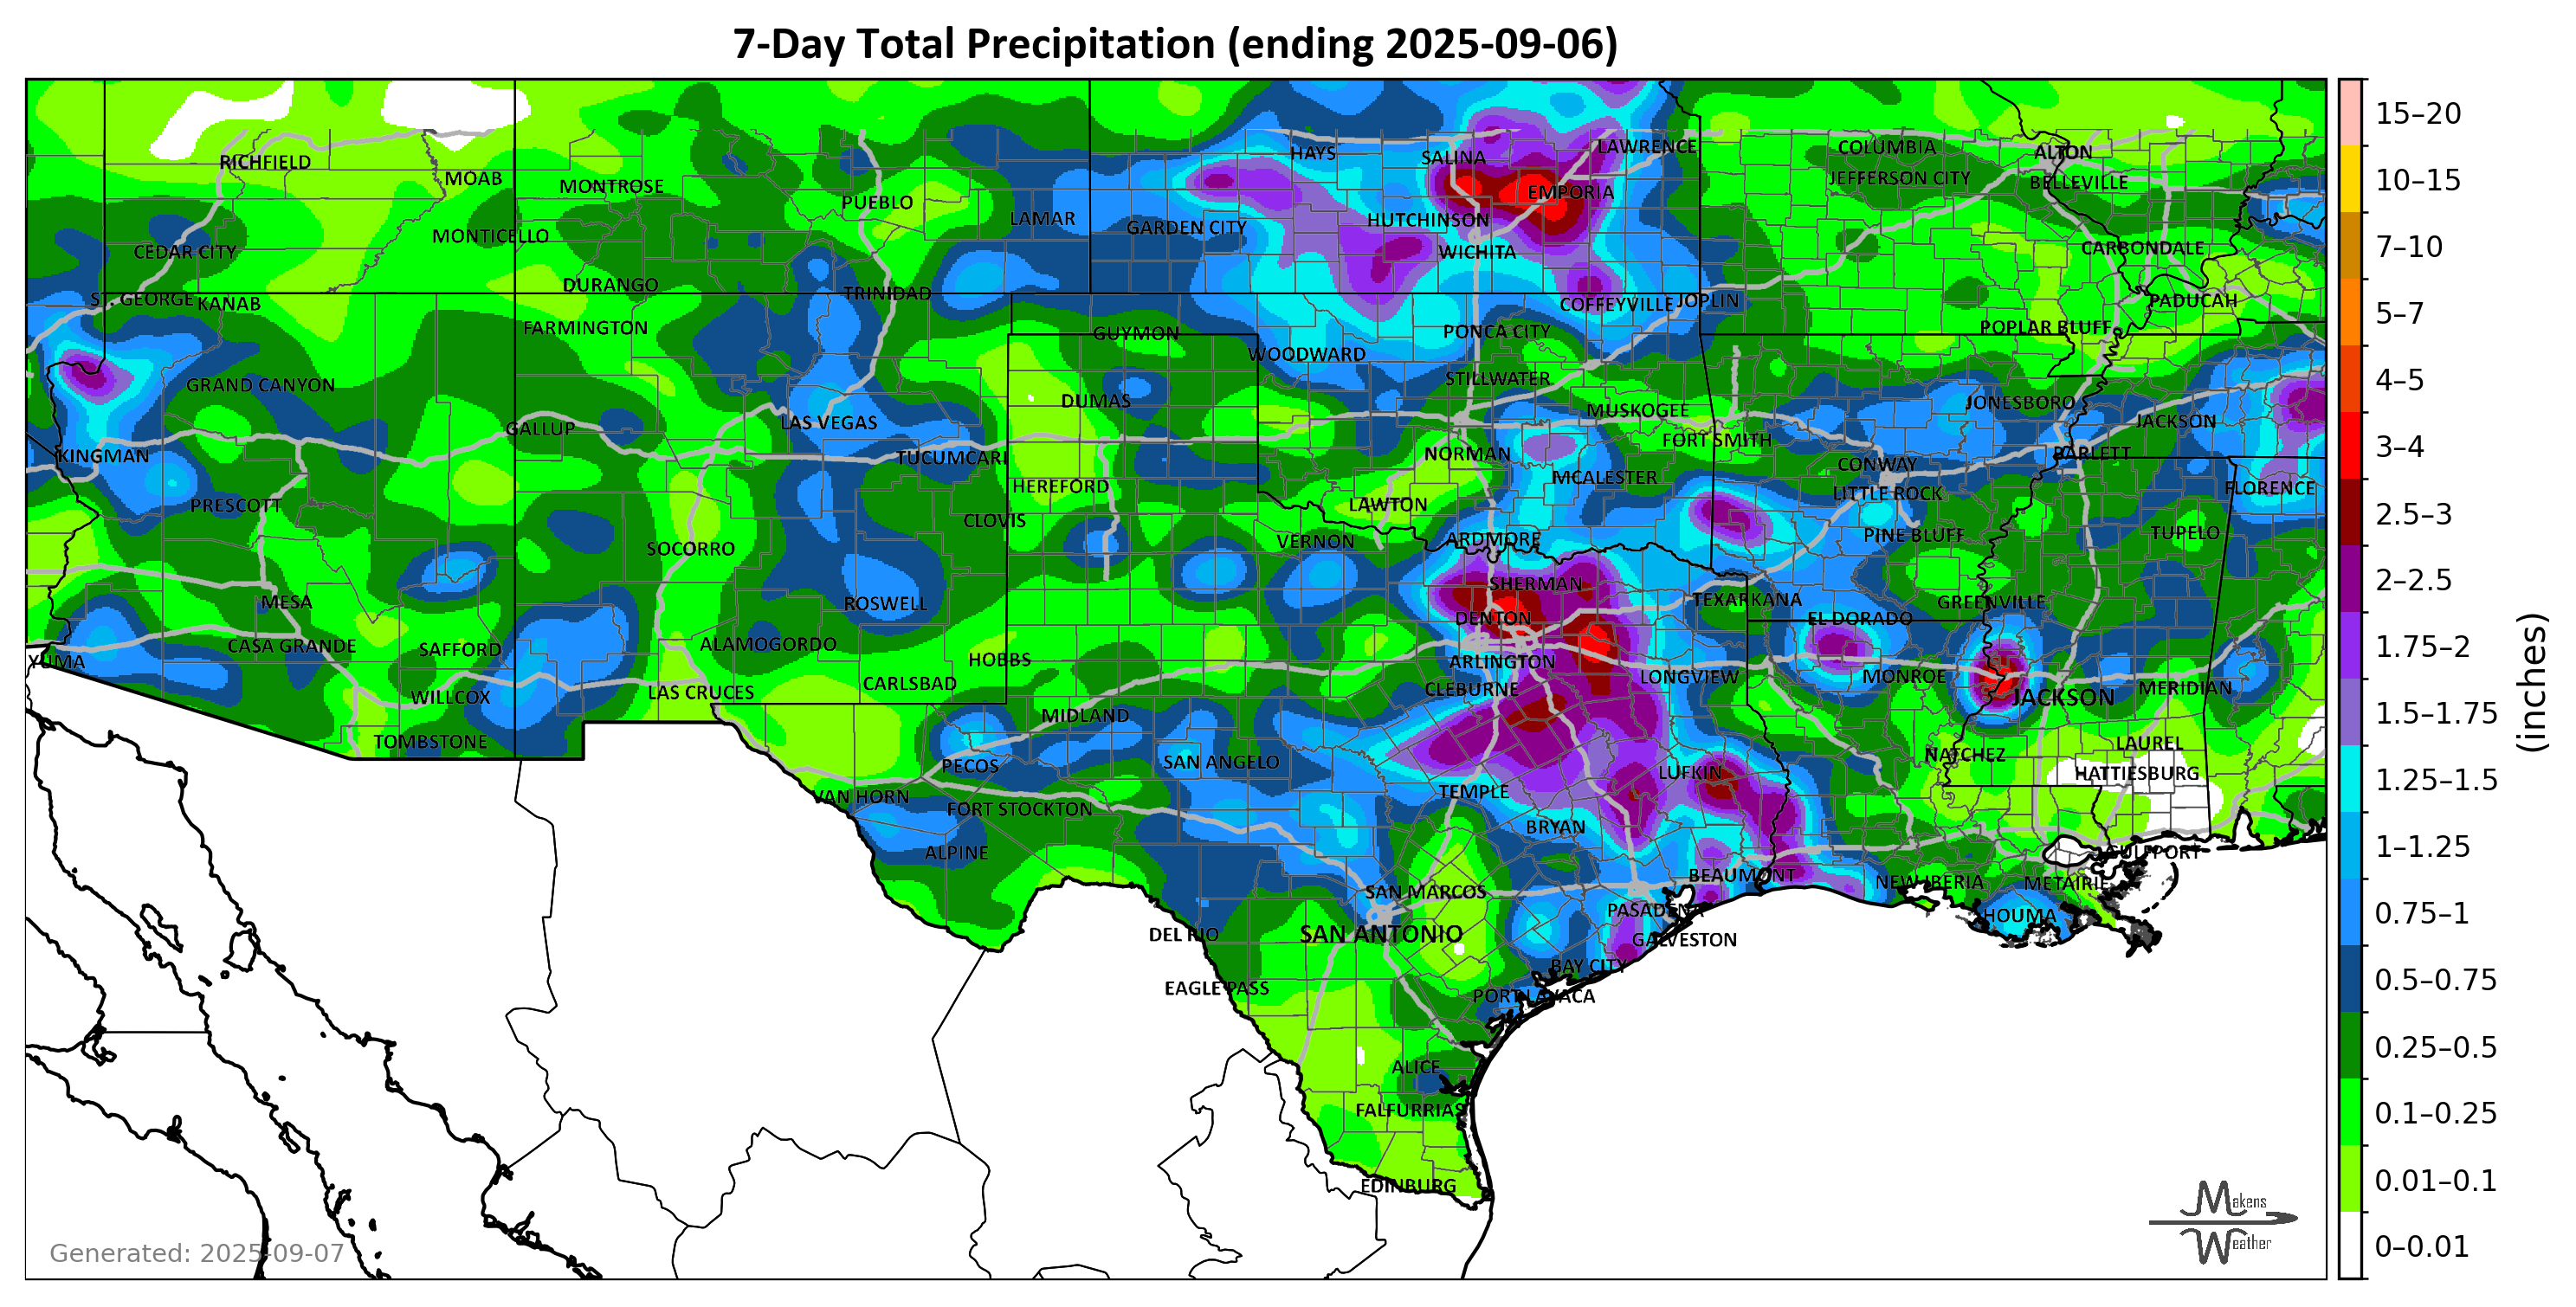 7-Day Total Precipitation (ending 2025-09-06)
HAYS
SALINA
LAWRENCE
COLUMBIA
ALTON
RICHFIELD
MOAB
MONTROSE
PUEBLO
EMPORIA
JEFFERSON CITY
BELLEVILLE
LAMAR
GARDEN CITY
HUTCHINSON
MONTICELLO
CEDAR CITY
WICHITA
CARBONDALE
DURANGO
TRINIDAD
ST. GEORGE
KANAB
COFFEYVILLE
JOPLIN
PADUCAH
FARMINGTON
GUYMON
PONCA CITY
POPLAR BLUFF
WOODWARD
GRAND CANYON
STILLWATER
DUMAS
MUSKOGEE
JONESBORO
JACKSON
GALLUP
LAS VEGAS
FORT SMITH
KINGMAN
TUCUMCARI
NORMAN
CONWAY
BARLETT
HEREFORD
MCALESTER
LITTLE ROCK
FLORENCE
PRESCOTT
LAWTON
CLOVIS
SOCORRO
VERNON
ARDMORE
PINE BLUFF
TUPELO
MESA
ROSWELL
SHERMAN
TEXARKANA
GREENVILLE
DENTON
EL DORADO
CASA GRANDE
SAFFORD
ALAMOGORDO
YUMA
HOBBS
ARLINGTON
LONGVIEW
MONROE
WILLCOX
LAS CRUCES
CARLSBAD
CLEBURNE
JACKSON
MERIDIAN
MIDLAND
TOMBSTONE
PECOS
SAN ANGELO
LUFKIN
NATCHEZ
LAUREL
HATTIESBURG
VAN HORN
FORT STOCKTON
TEMPLE
BRYAN
ALPINE
GULFPORT
SAN MARCOS
BEAUMONT
NEW IBERIA
METAIRIE
PASADENA
HOUMA
DEL RIO
SAN ANTONIO
GALVESTON
BAY CITY
EAGLE PASS
PORT LAVACA
ALICE
FALFURRIAS
EDINBURG
Generated: 2025-09-07
Makens
Weather
15–20
10–15
7–10
5–7
4–5
3–4
2.5–3
2–2.5
1.75–2
1.5–1.75
1.25–1.5
1–1.25
0.75–1
0.5–0.75
0.25–0.5
0.1–0.25
0.01–0.1
0–0.01
(inches)